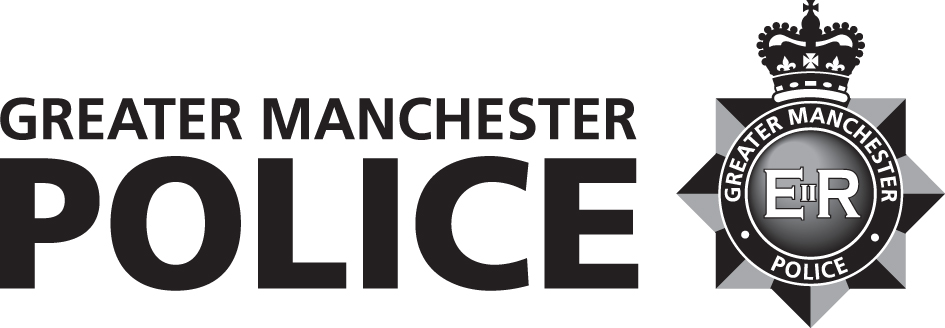 GREATER MANCHESTER
POLICE
GREATER MANCHESTER
EIIR
POLICE